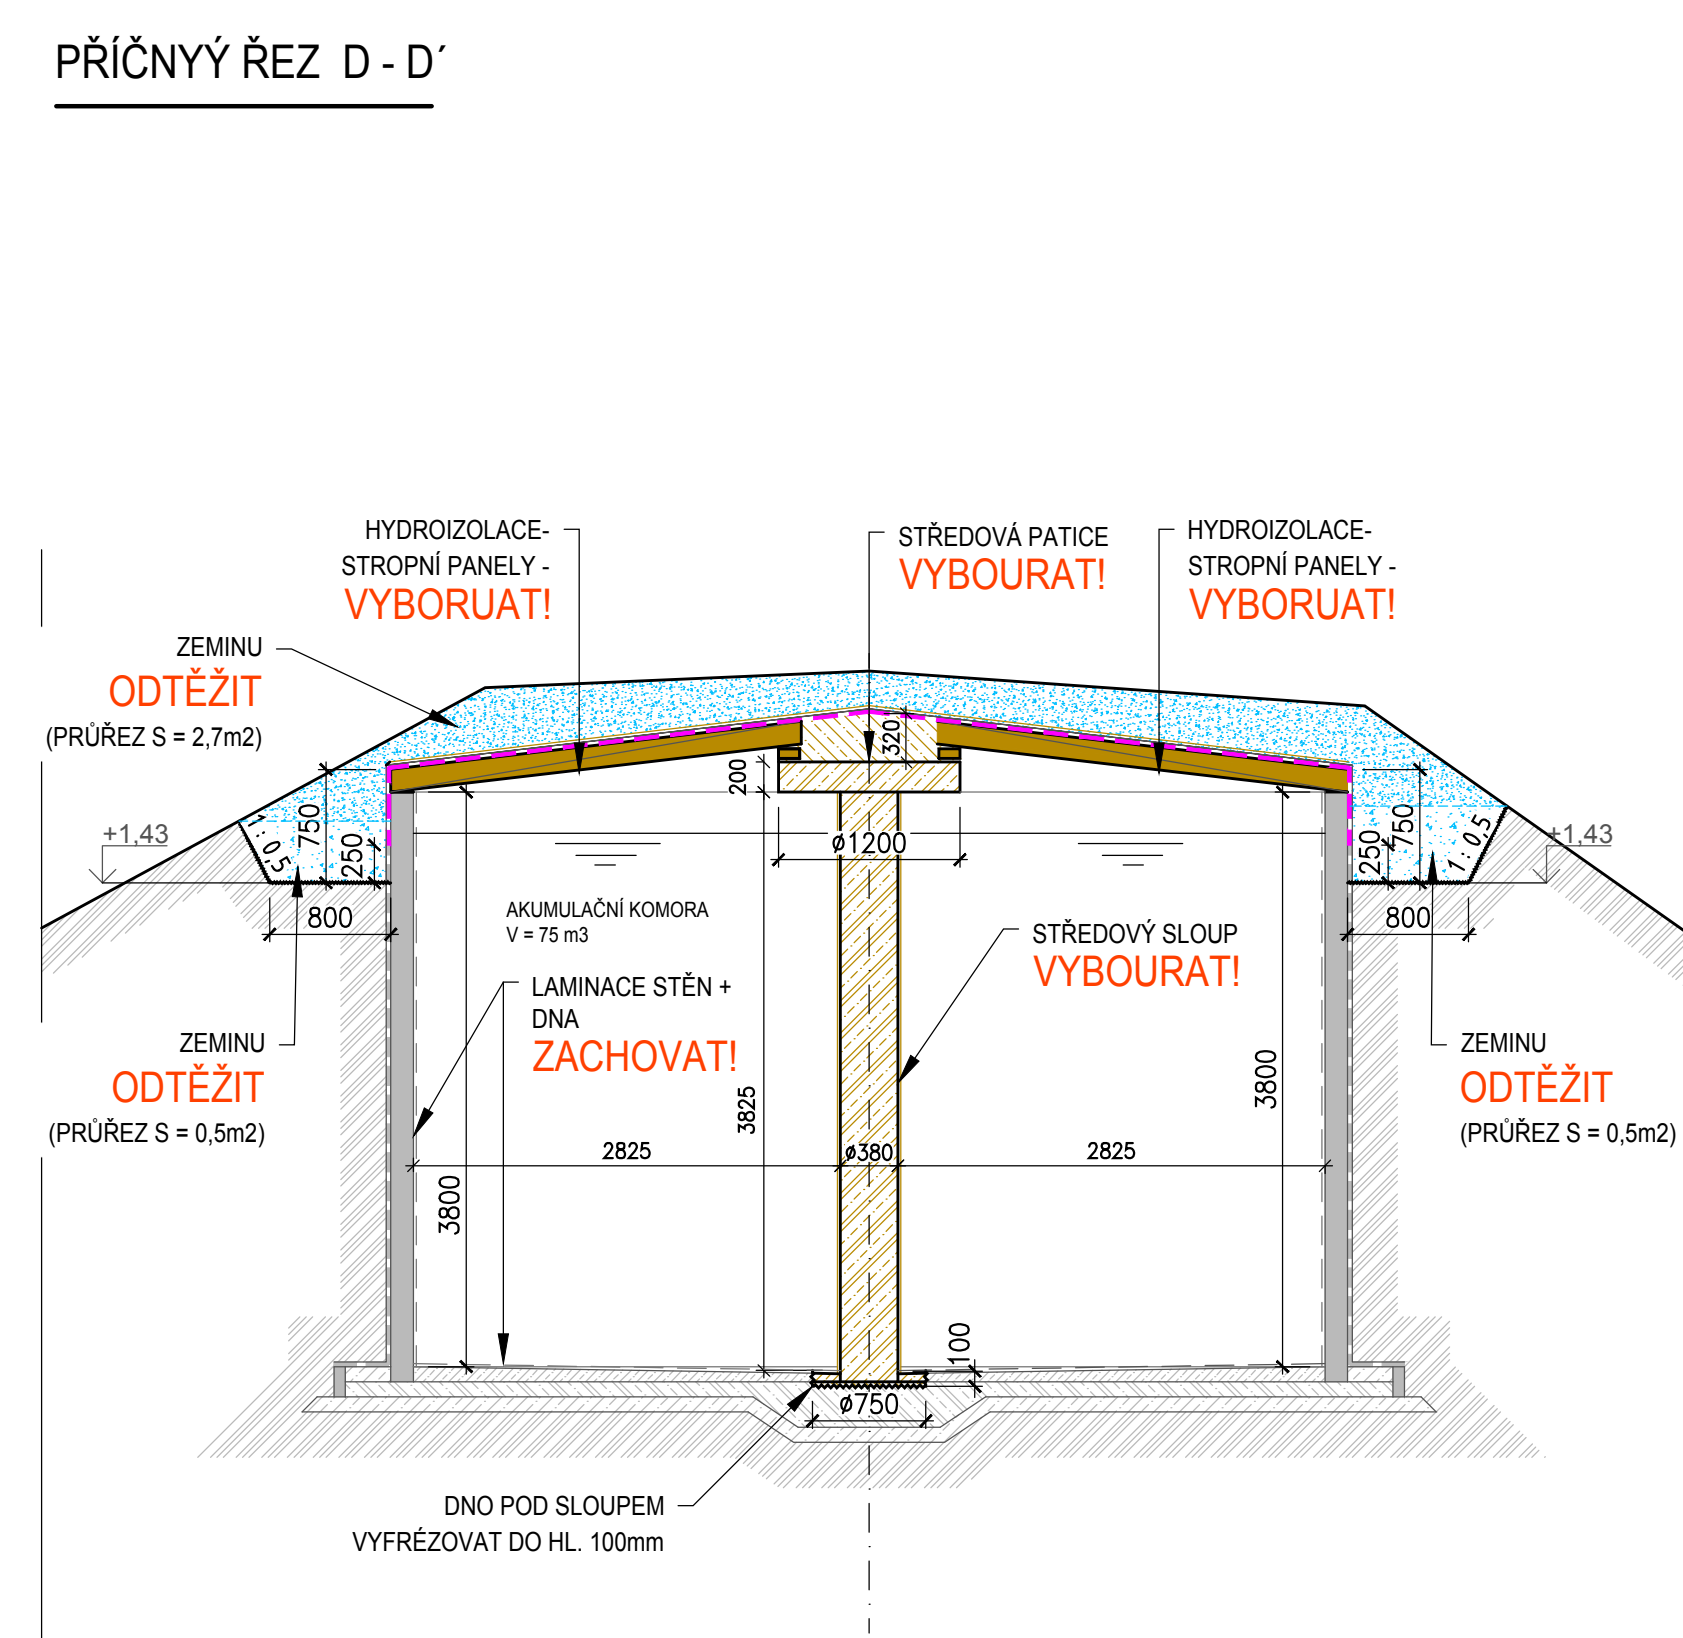 PŘÍČNYÝ ŘEZ D - D´
HYDROIZOLACE-
STROPNÍ PANELY -
VYBORUAT!
STŘEDOVÁ PATICE
VYBOURAT!
HYDROIZOLACE-
STROPNÍ PANELY -
VYBORUAT!
ZEMINU
ODTĚŽIT
(PRŮŘEZ S = 2,7m2)
320
200
750
250
1: 0,5
+1,43
800
ø1200
750
250
1: 0,5
+1,43
800
AKUMULAČNÍ KOMORA
V = 75 m3
LAMINACE STĚN +
DNA
ZACHOVAT!
STŘEDOVÝ SLOUP
VYBOURAT!
ZEMINU
ODTĚŽIT
(PRŮŘEZ S = 0,5m2)
ZEMINU
ODTĚŽIT
(PRŮŘEZ S = 0,5m2)
3825
3800
2825
ø380
2825
3800
100
ø750
DNO POD SLOUPEM
VYFRÉZOVAT DO HL. 100mm